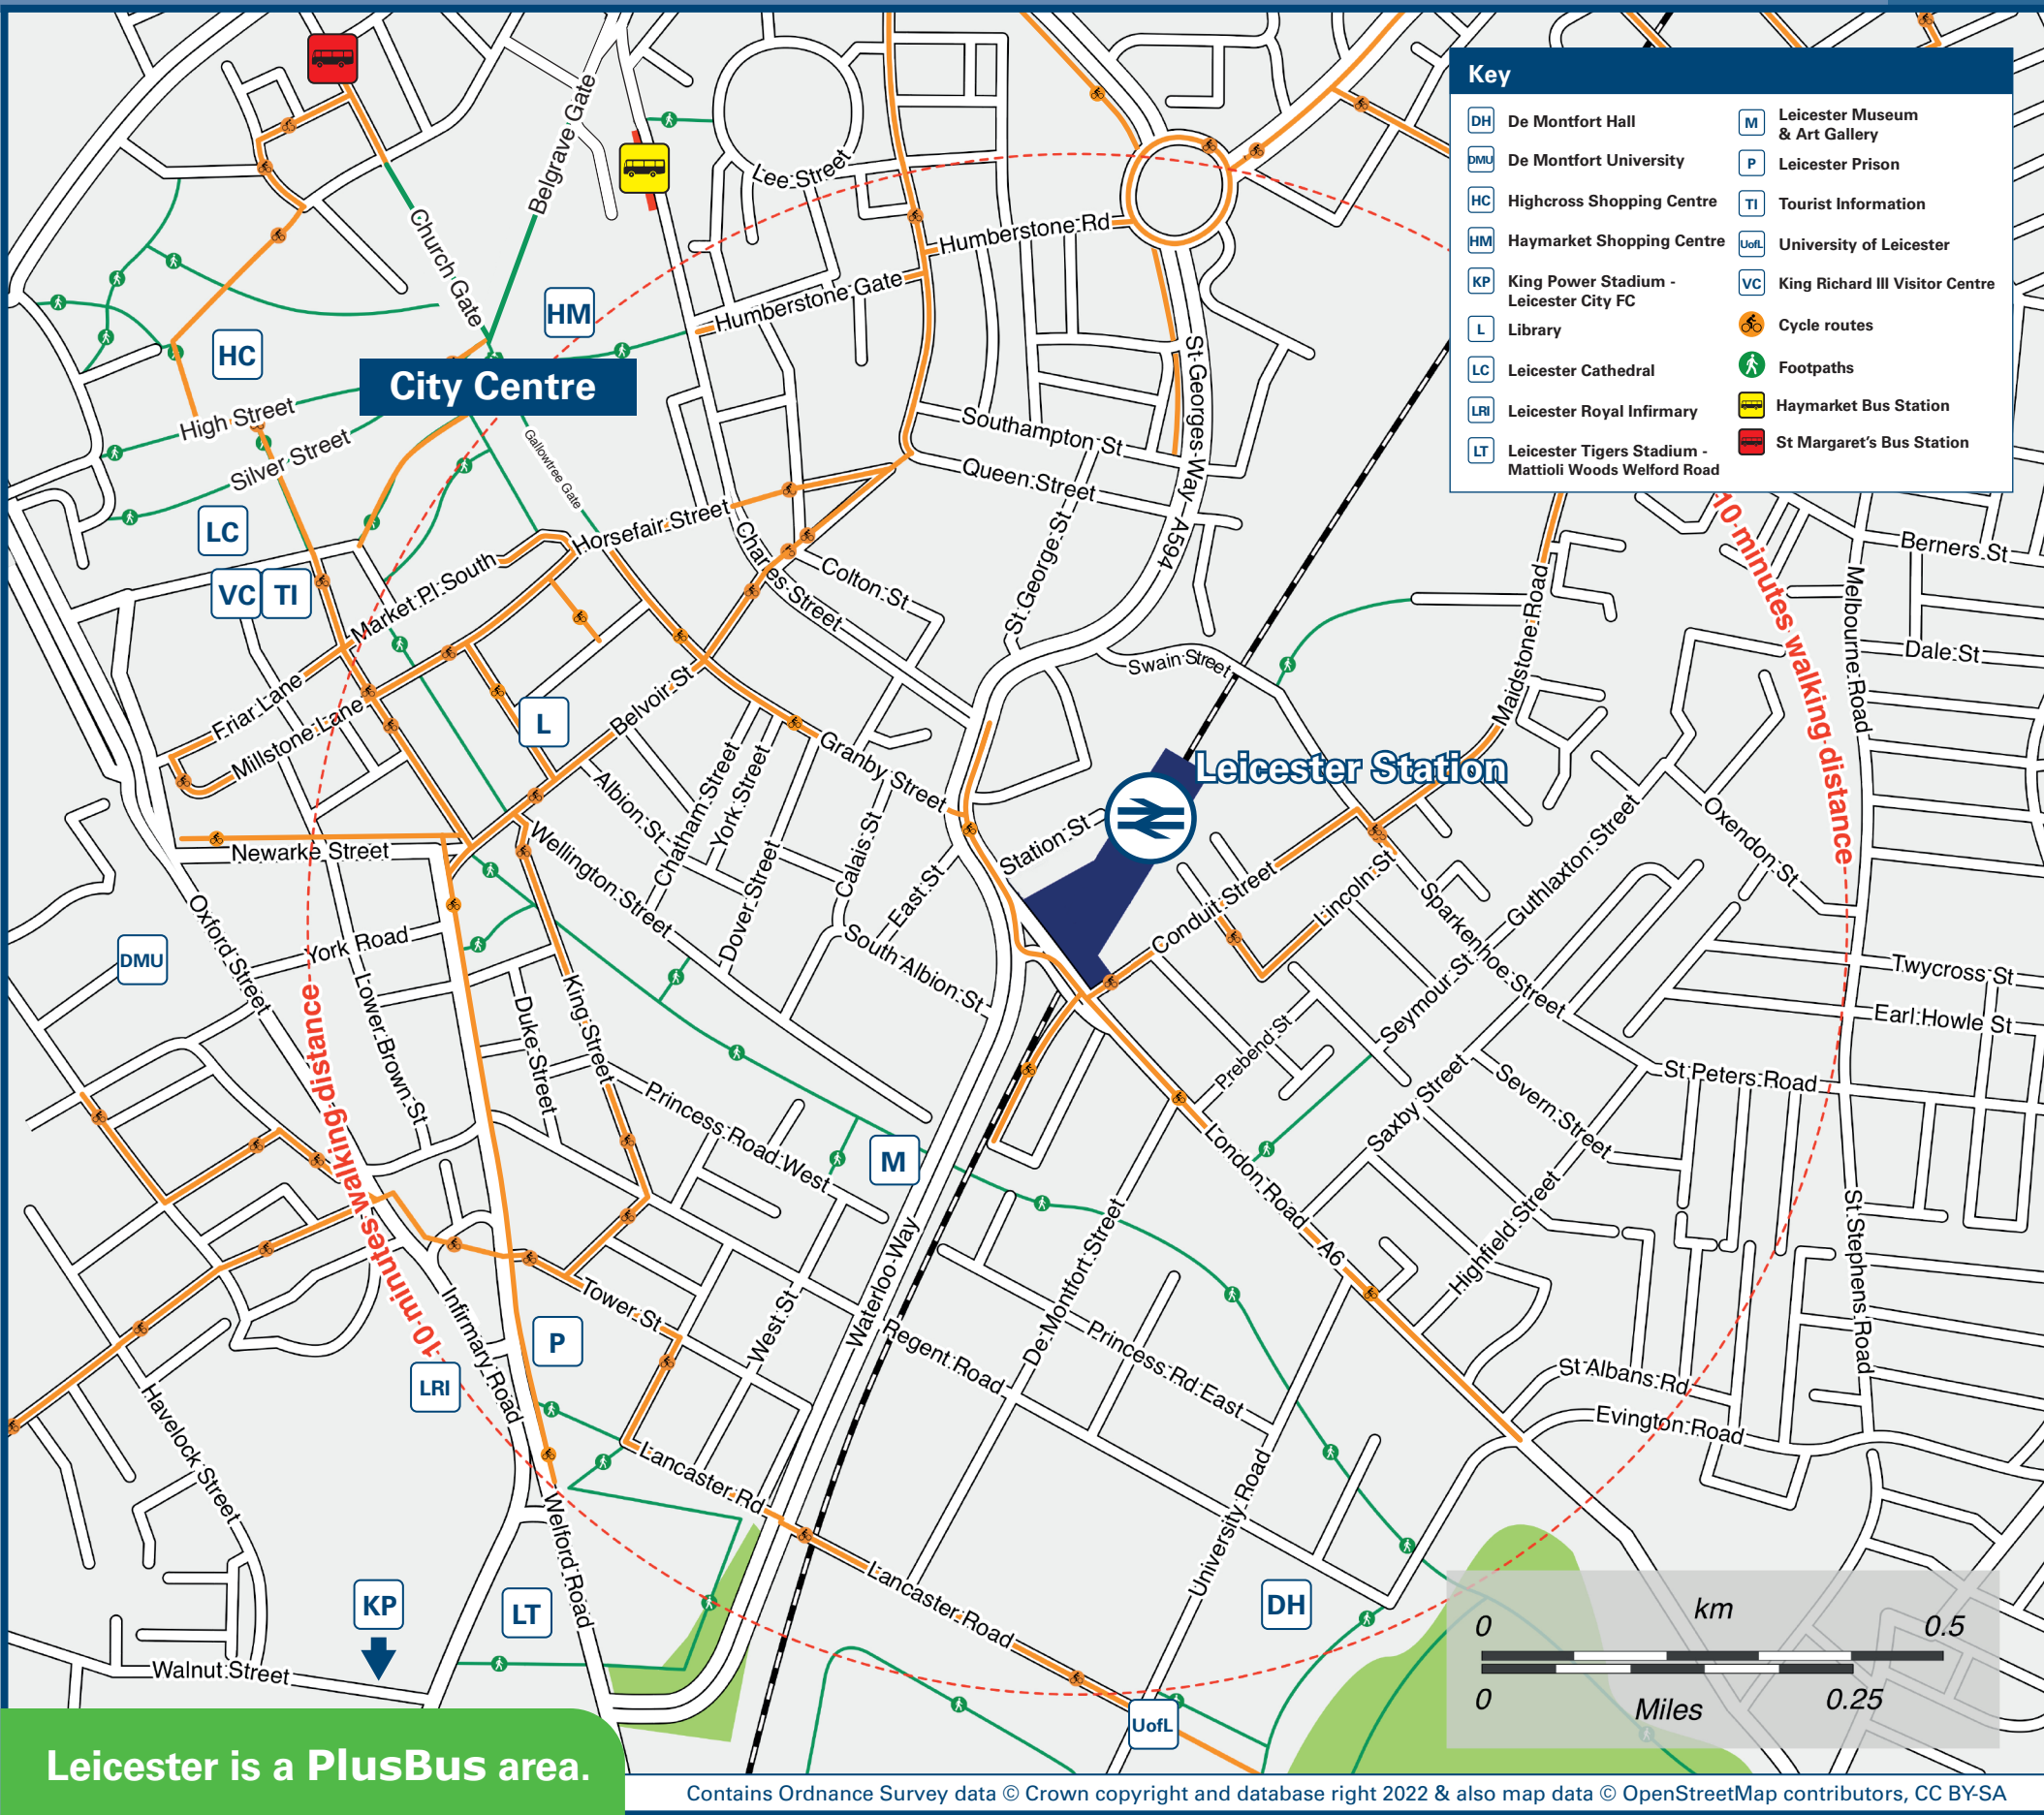 Key
DH De Montfort Hall
DMU De Montfort University
HC Highcross Shopping Centre
HM Haymarket Shopping Centre
KP King Power Stadium -
Leicester City FC
L Library
LC Leicester Cathedral
LRI Leicester Royal Infirmary
LT Leicester Tigers Stadium -
Mattioli Woods Welford Road
M Leicester Museum
& Art Gallery
P Leicester Prison
TI Tourist Information
UofL University of Leicester
VC King Richard III Visitor Centre
Cycle routes
Footpaths
Haymarket Bus Station
St Margaret's Bus Station
Belgrave Gate
Church Gate
Lee Street
Humberstone Rd
Humberstone Gate
HM
HC
City Centre
High Street
Silver Street
Gallowtree Gate
LC
VC
TI
Market Pl South
Horsefair Street
Charles Street
Colton St
Southampton St
Queen Street
St George St
St Georges Way A594
Swain Street
Maidstone Road
10 minutes walking distance
Berners St
Melbourne Road
Dale St
Friar Lane
Millstone Lane
L
Belvoir St
Granby Street
Leicester Station
Albion St
Chatham Street
York Street
Newarke Street
Wellington Street
Dover Street
Calais St
East St
Station St
South Albion St
Conduit Street
Lincoln St
Sparkenhoe Street
Guthlaxton Street
Oxendon St
Seymour St
Twycross St
Earl Howe St
St Peters Road
Oxford Street
DMU
York Road
Lower Brown St
Duke Street
King Street
Princess Road West
M
Prebend St
Saxby Street
Severn Street
London Road A6
Highfield Street
St Stephens Road
10 minutes walking distance
Infirmary Road
Tower St
P
LRI
West St
Waterloo Way
Regent Road
De Montfort Street
Princess Rd East
St Albans Rd
Evington Road
Havelock Street
Lancaster Rd
Welford Road
Lancaster Road
University Road
KP
LT
DH
Walnut Street
UofL
0 km 0.5
0 Miles 0.25
Leicester is a PlusBus area.
Contains Ordnance Survey data © Crown copyright and database right 2022 & also map data © OpenStreetMap contributors, CC BY-SA